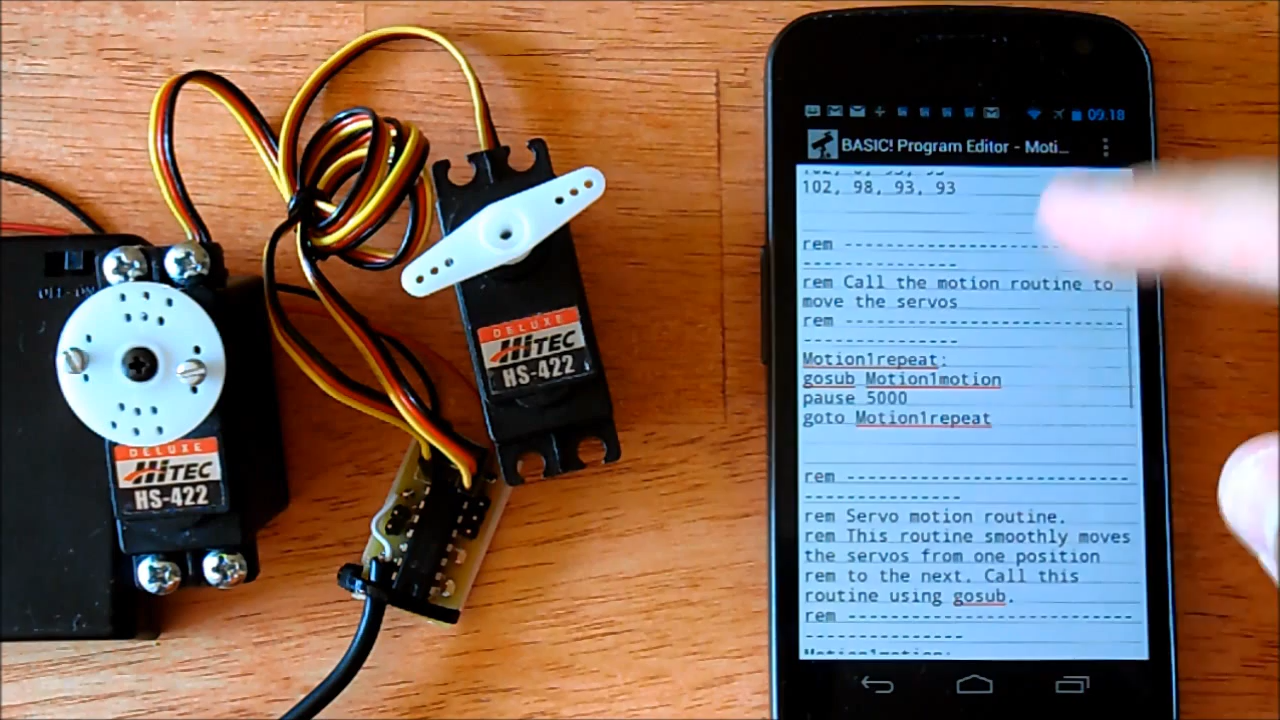 09.18
BASIC! Program Editor - Moti...
102, 98, 93, 93
rem ------------------------
---------------
rem Call the motion routine to
move the servos
rem ---------------------------
---------------
Motion1repeat:
gosub Motion1motion
pause 5000
goto Motion1repeat
rem ---------------------------
---------------
rem Servo motion routine.
rem This routine smoothly moves
the servos from one position
rem to the next. Call this
routine using gosub.
rem ---------------------------
---------------
Motion1motion:
DELUXE
HiTEC
HS-422
DELUXE
HiTEC
HS-422